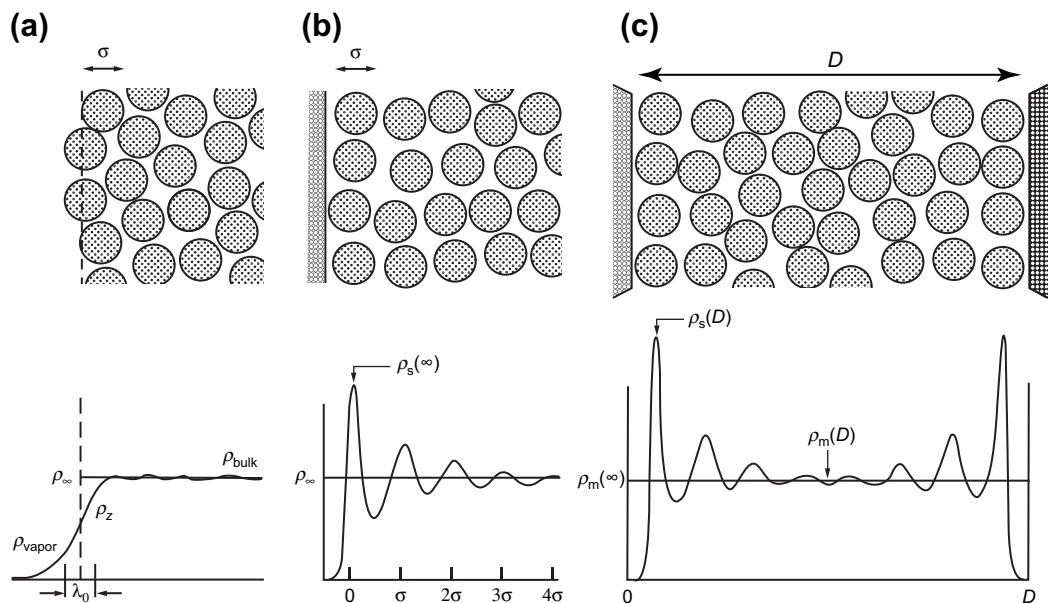 (a)
σ
ρ∞
ρbulk
ρz
ρvapor
λ0
(b)
σ
ρs(∞)
ρ∞
0 σ 2σ 3σ 4σ
(c)
D
ρs(D)
ρm(D)
ρm(∞)
0 D